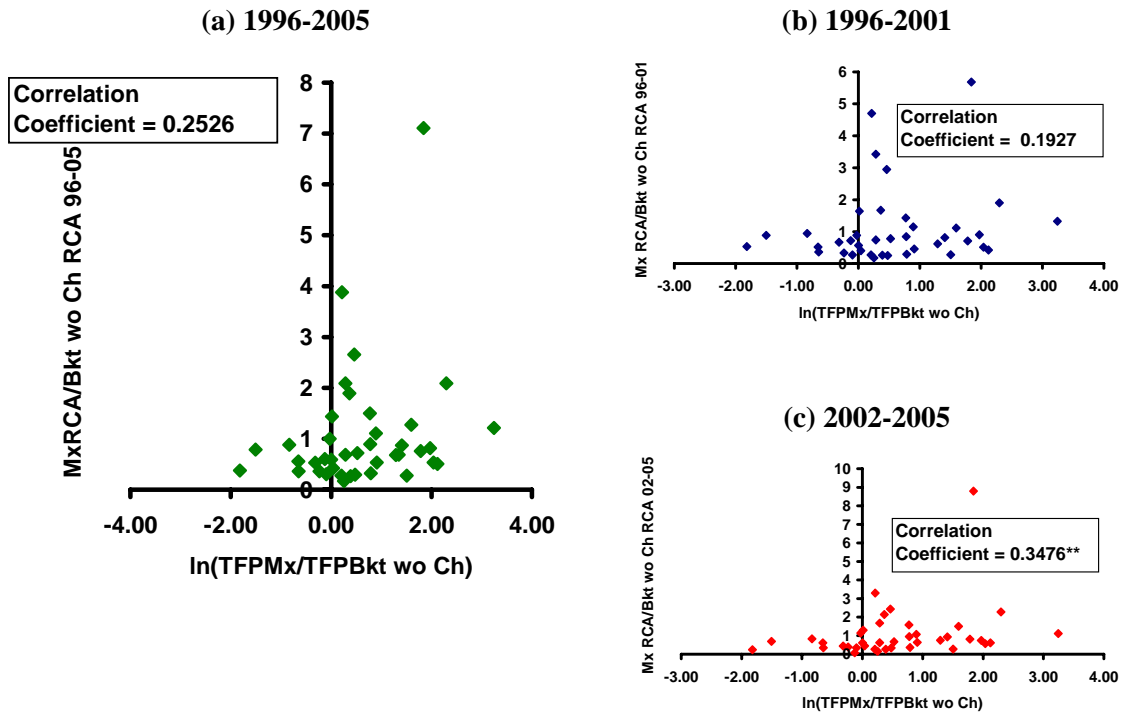 (a) 1996-2005
Correlation
Coefficient = 0.2526
MxRCA/Bkt wo Ch RCA 96-05
8
7
6
5
4
3
2
1
0
-4.00 -2.00 0.00 2.00 4.00
ln(TFPMx/TFPBkt wo Ch)
(b) 1996-2001
Mx RCA/Bkt wo Ch RCA 96-01
6
5
4
3
2
1
0
Correlation
Coefficient = 0.1927
-3.00 -2.00 -1.00 0.00 1.00 2.00 3.00 4.00
ln(TFPMx/TFPBkt wo Ch)
(c) 2002-2005
Mx RCA/Bkt wo Ch RCA 02-05
10
9
8
7
6
5
4
3
2
1
0
Correlation
Coefficient = 0.3476**
-3.00 -2.00 -1.00 0.00 1.00 2.00 3.00 4.00
ln(TFPMx/TFPBkt wo Ch)